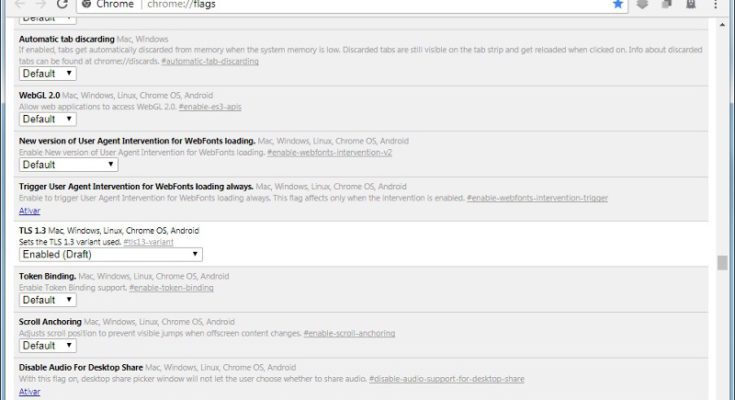 Chrome chrome://flags
Default
Automatic tab discarding Mac, Windows
If enabled, tabs get automatically discarded from memory when the system memory is low. Discarded tabs are still visible on the tab strip and get reloaded when clicked on. Info about discarded
tabs can be found at chrome://discards. #automatic-tab-discarding
Default
WebGL 2.0 Mac, Windows, Linux, Chrome OS, Android
Allow web applications to access WebGL 2.0. #enable-es3-apis
Default
New version of User Agent Intervention for WebFonts loading. Mac, Windows, Linux, Chrome OS, Android
Enable New version of User Agent Intervention for WebFonts loading. #enable-webfonts-intervention-v2
Default
Trigger User Agent Intervention for WebFonts loading always. Mac, Windows, Linux, Chrome OS, Android
Enable to trigger User Agent Intervention for WebFonts loading always. This flag affects only when the intervention is enabled. #enable-webfonts-intervention-trigger
Ativar
TLS 1.3 Mac, Windows, Linux, Chrome OS, Android
Sets the TLS 1.3 variant used. #tls13-variant
Enabled (Draft)
Token Binding. Mac, Windows, Linux, Chrome OS, Android
Enable Token Binding support. #enable-token-binding
Default
Scroll Anchoring Mac, Windows, Linux, Chrome OS, Android
Adjusts scroll position to prevent visible jumps when offscreen content changes. #enable-scroll-anchoring
Default
Disable Audio For Desktop Share Mac, Windows, Linux, Chrome OS, Android
With this flag on, desktop share picker window will not let the user choose whether to share audio. #disable-audio-support-for-desktop-share
Ativar